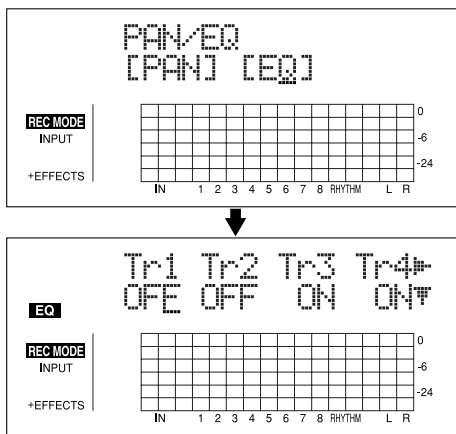 PAN/EQ
[PAN] [EQ]
REC MODE
INPUT
+EFFECTS
0
-6
-24
IN 1 2 3 4 5 6 7 8 RHYTHM L R
Tr1 Tr2 Tr3 Tr4
OFF OFF ON ON
EQ
REC MODE
INPUT
+EFFECTS
0
-6
-24
IN 1 2 3 4 5 6 7 8 RHYTHM L R